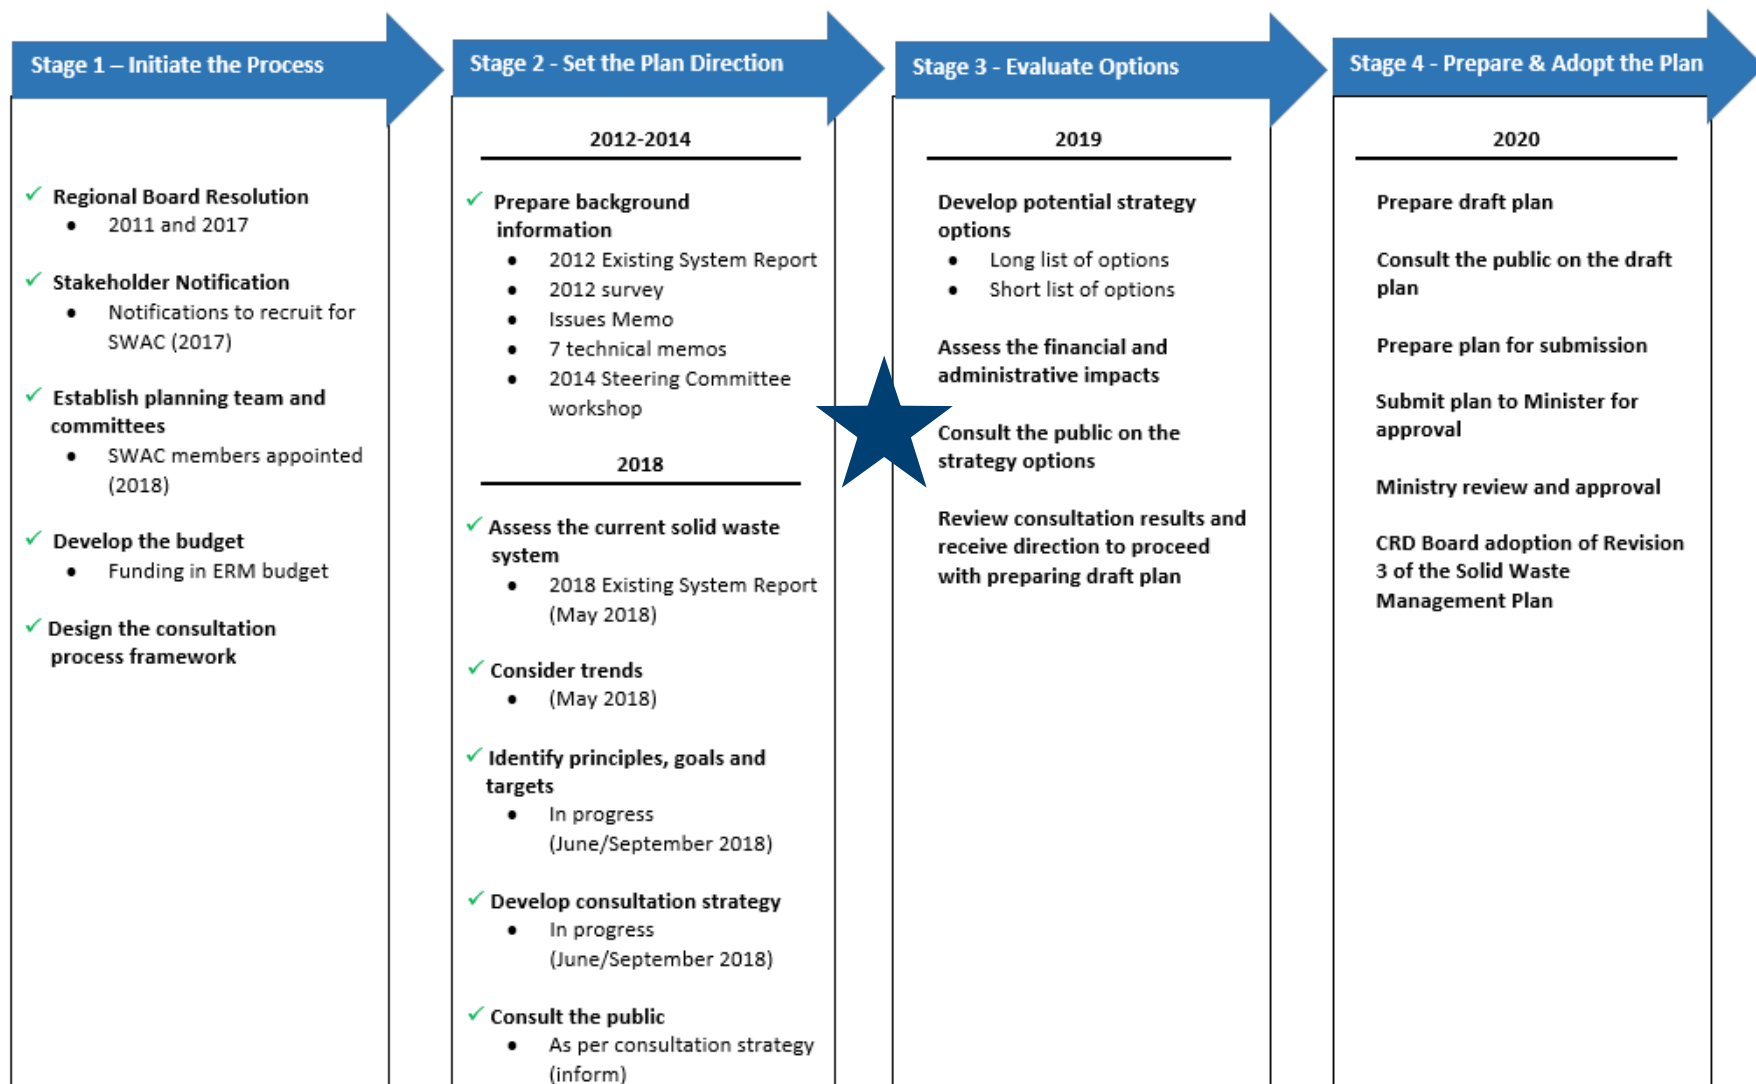 Stage 1 – Initiate the Process
✓ Regional Board Resolution
• 2011 and 2017
✓ Stakeholder Notification
• Notifications to recruit for
SWAC (2017)
✓ Establish planning team and
committees
• SWAC members appointed
(2018)
✓ Develop the budget
• Funding in ERM budget
✓ Design the consultation
process framework
Stage 2 - Set the Plan Direction
2012-2014
✓ Prepare background
information
• 2012 Existing System Report
• 2012 survey
• Issues Memo
• 7 technical memos
• 2014 Steering Committee
workshop
2018
✓ Assess the current solid waste
system
• 2018 Existing System Report
(May 2018)
✓ Consider trends
• (May 2018)
✓ Identify principles, goals and
targets
• In progress
(June/September 2018)
✓ Develop consultation strategy
• In progress
(June/September 2018)
✓ Consult the public
• As per consultation strategy
(inform)
Stage 3 - Evaluate Options
2019
Develop potential strategy
options
• Long list of options
• Short list of options
Assess the financial and
administrative impacts
Consult the public on the
strategy options
Review consultation results and
receive direction to proceed
with preparing draft plan
Stage 4 - Prepare & Adopt the Plan
2020
Prepare draft plan
Consult the public on the draft
plan
Prepare plan for submission
Submit plan to Minister for
approval
Ministry review and approval
CRD Board adoption of Revision
3 of the Solid Waste
Management Plan